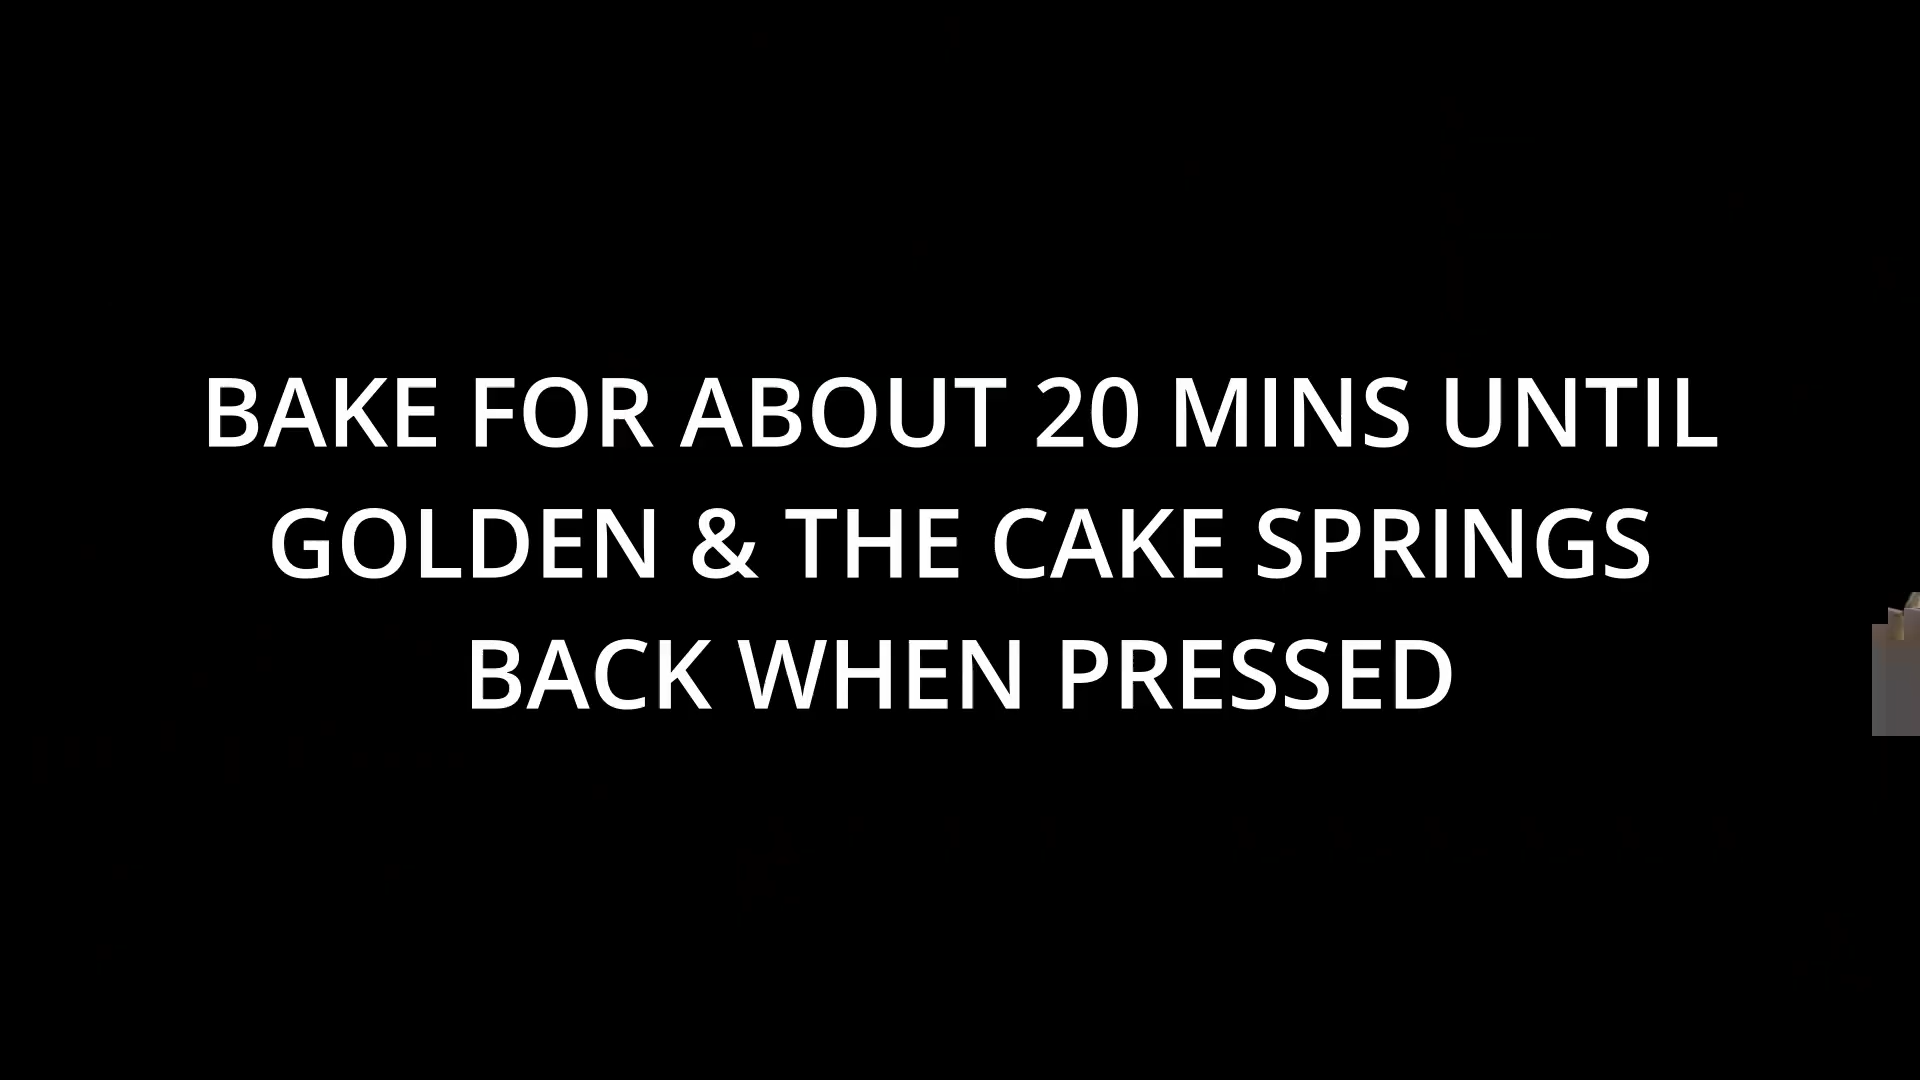 BAKE FOR ABOUT 20 MINS UNTIL
GOLDEN & THE CAKE SPRINGS
BACK WHEN PRESSED